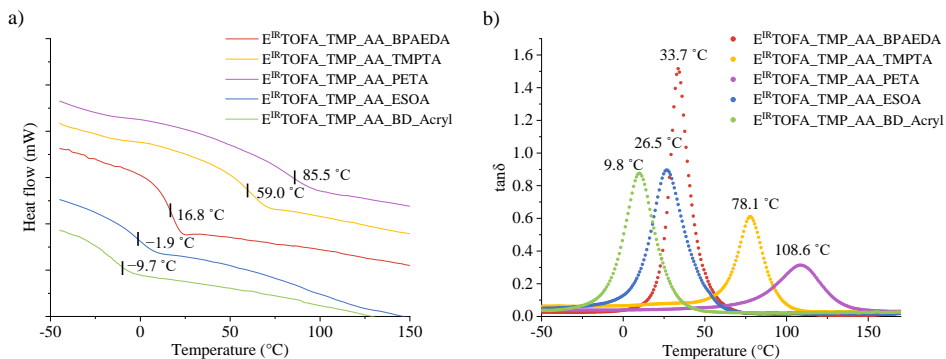 a)
E^IR TOFA_TMP_AA_BPAEDA
E^IR TOFA_TMP_AA_TMPTA
E^IR TOFA_TMP_AA_PETA
E^IR TOFA_TMP_AA_ESOA
E^IR TOFA_TMP_AA_BD_Acryl
Heat flow (mW)
85.5 ˚C
59.0 ˚C
16.8 ˚C
−1.9 ˚C
−9.7 ˚C
-50 0 50 100 150
Temperature (°C)
b)
E^IR TOFA_TMP_AA_BPAEDA
E^IR TOFA_TMP_AA_TMPTA
E^IR TOFA_TMP_AA_PETA
E^IR TOFA_TMP_AA_ESOA
E^IR TOFA_TMP_AA_BD_Acryl
tanδ
1.6
1.4
1.2
1.0
0.8
0.6
0.4
0.2
0.0
33.7 ˚C
26.5 ˚C
9.8 ˚C
78.1 ˚C
108.6 ˚C
-50 0 50 100 150
Temperature (°C)